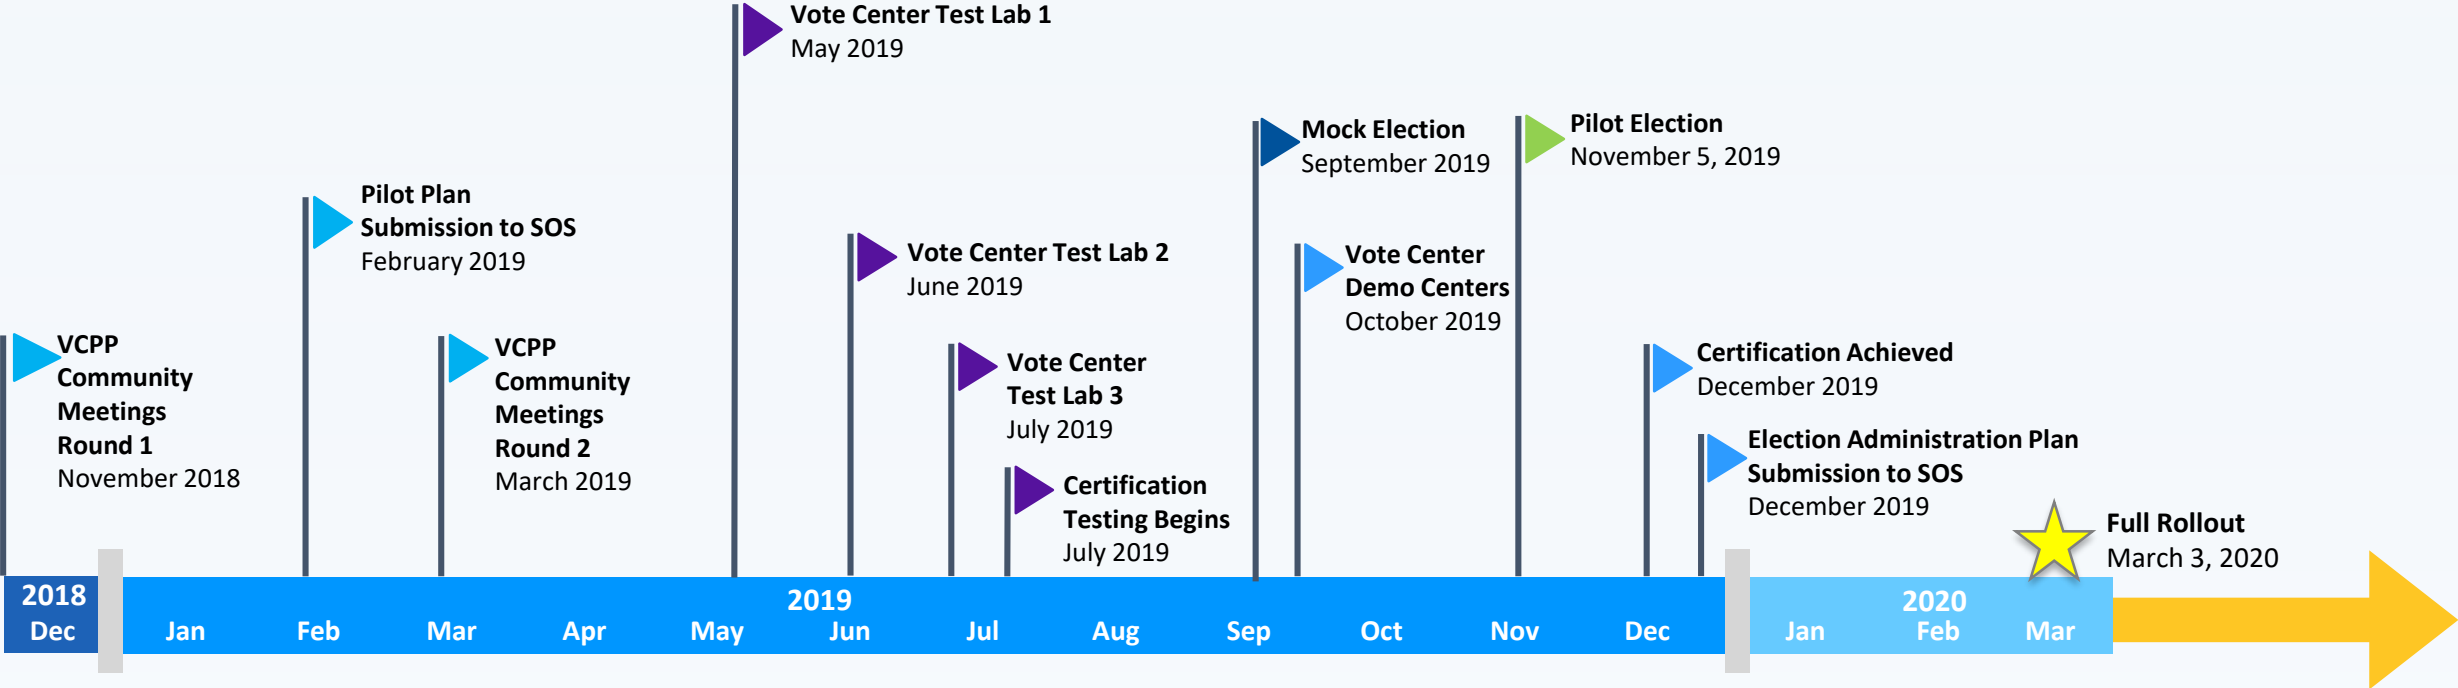 Vote Center Test Lab 1
May 2019
Mock Election
September 2019
Pilot Election
November 5, 2019
Pilot Plan
Submission to SOS
February 2019
Vote Center Test Lab 2
June 2019
Vote Center
Demo Centers
October 2019
VCPP
Community
Meetings
Round 1
November 2018
VCPP
Community
Meetings
Round 2
March 2019
Vote Center
Test Lab 3
July 2019
Certification Achieved
December 2019
Election Administration Plan
Submission to SOS
December 2019
Certification
Testing Begins
July 2019
Full Rollout
March 3, 2020
2018
Dec
2019
Jan Feb Mar Apr May Jun Jul Aug Sep Oct Nov Dec
2020
Jan Feb Mar